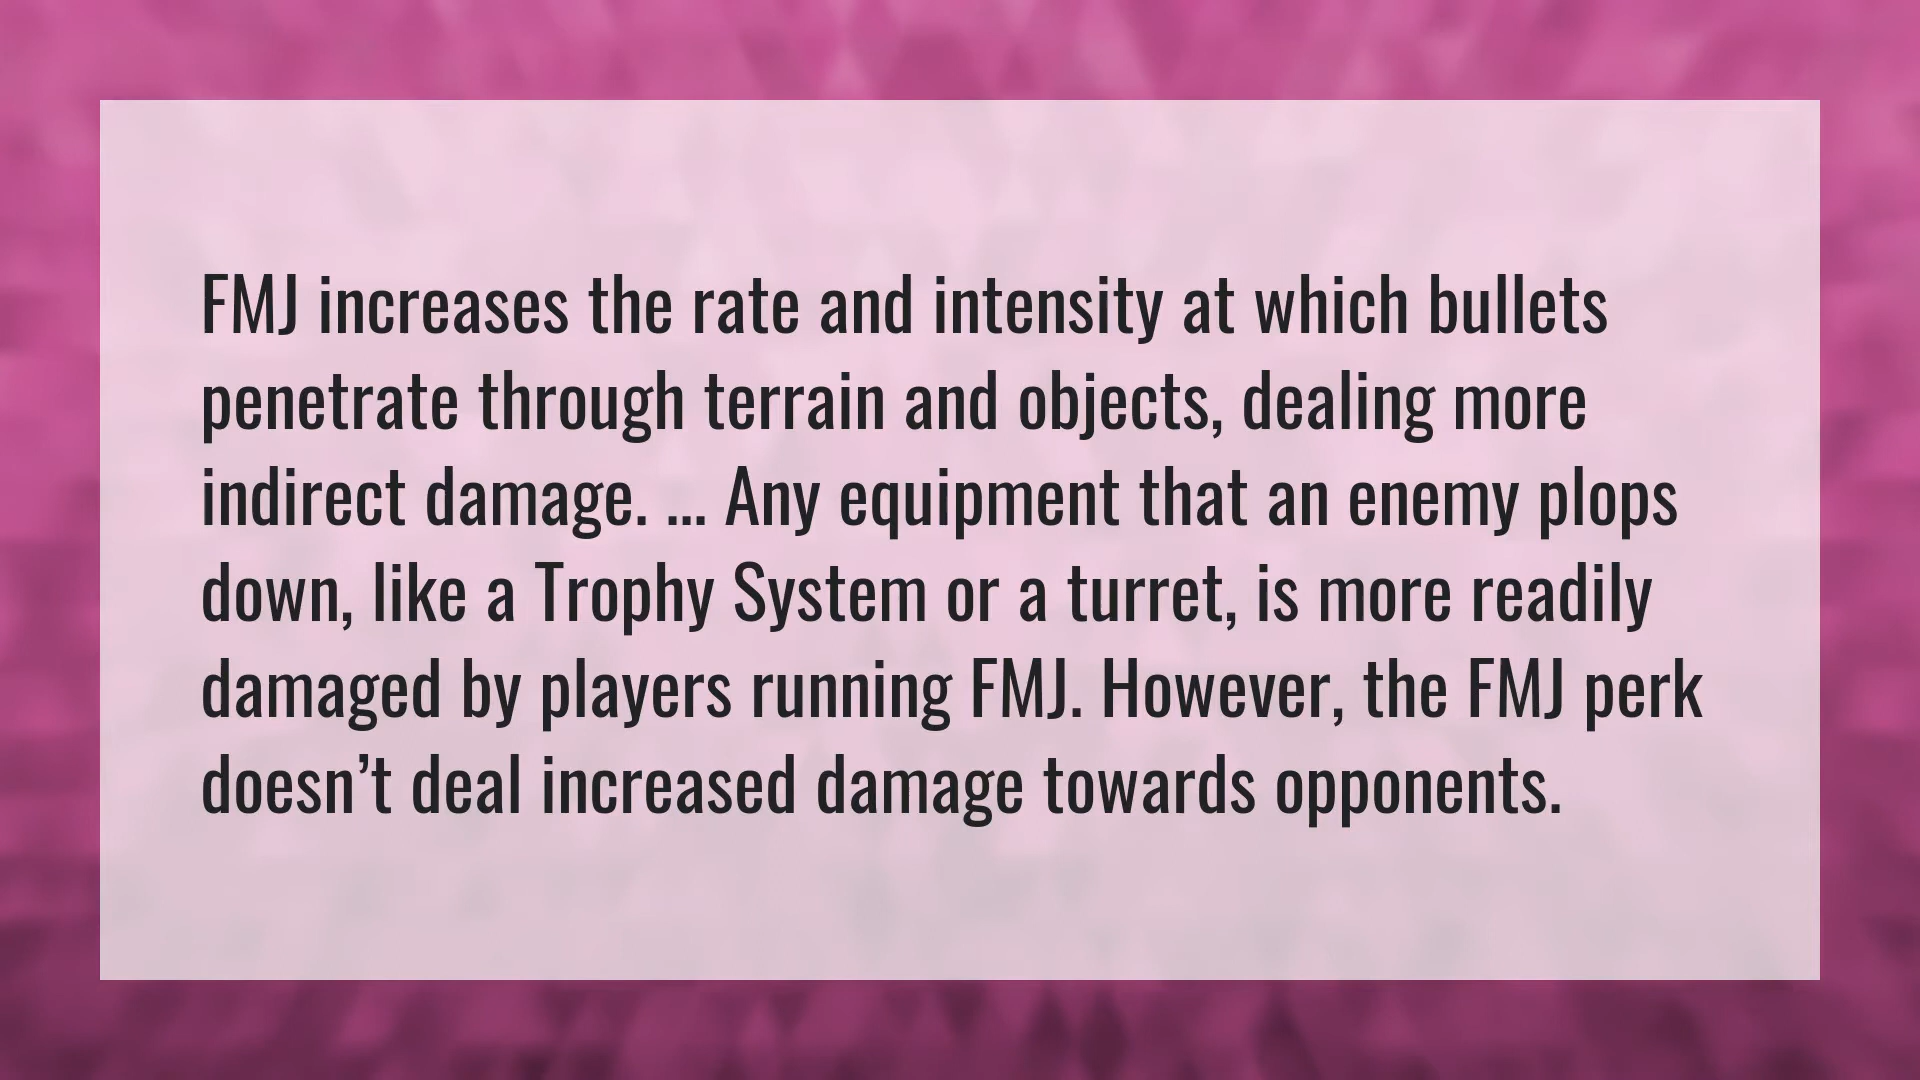 FMJ increases the rate and intensity at which bullets
penetrate through terrain and objects, dealing more
indirect damage. ... Any equipment that an enemy plops
down, like a Trophy System or a turret, is more readily
damaged by players running FMJ. However, the FMJ perk
doesn’t deal increased damage towards opponents.